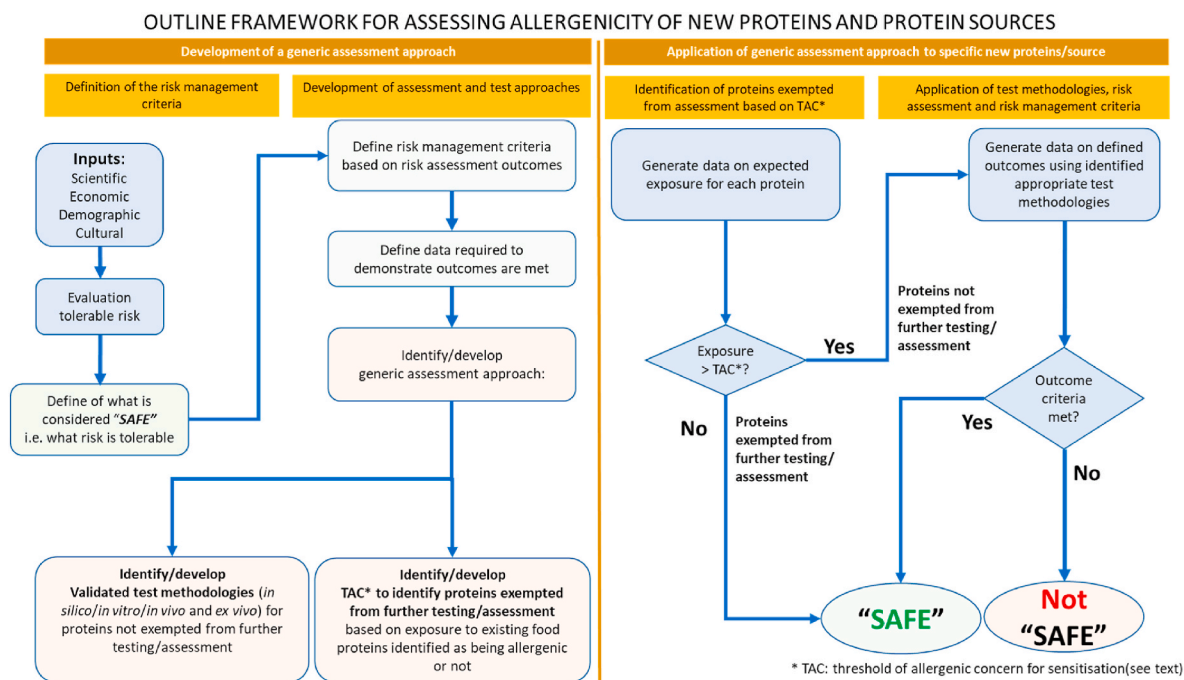 OUTLINE FRAMEWORK FOR ASSESSING ALLERGENICITY OF NEW PROTEINS AND PROTEIN SOURCES
Development of a generic assessment approach
Definition of the risk management
criteria
Development of assessment and test approaches
Inputs:
Scientific
Economic
Demographic
Cultural
Evaluation
tolerable risk
Define of what is
considered “SAFE”
i.e. what risk is tolerable
Define risk management criteria
based on risk assessment outcomes
Define data required to
demonstrate outcomes are met
Identify/develop
generic assessment approach:
Identify/develop
Validated test methodologies (in
silico/in vitro/in vivo and ex vivo) for
proteins not exempted from further
testing/assessment
Identify/develop
TAC* to identify proteins exempted
from further testing/assessment
based on exposure to existing food
proteins identified as being allergenic
or not
Application of generic assessment approach to specific new proteins/source
Identification of proteins exempted
from assessment based on TAC*
Application of test methodologies, risk
assessment and risk management criteria
Generate data on expected
exposure for each protein
Exposure
> TAC*?
Yes
No
Proteins
exempted from
further testing/
assessment
Proteins not
exempted from
further testing/
assessment
Generate data on defined
outcomes using identified
appropriate test
methodologies
Outcome
criteria
met?
Yes
No
“SAFE”
Not
“SAFE”
* TAC: threshold of allergenic concern for sensitisation(see text)